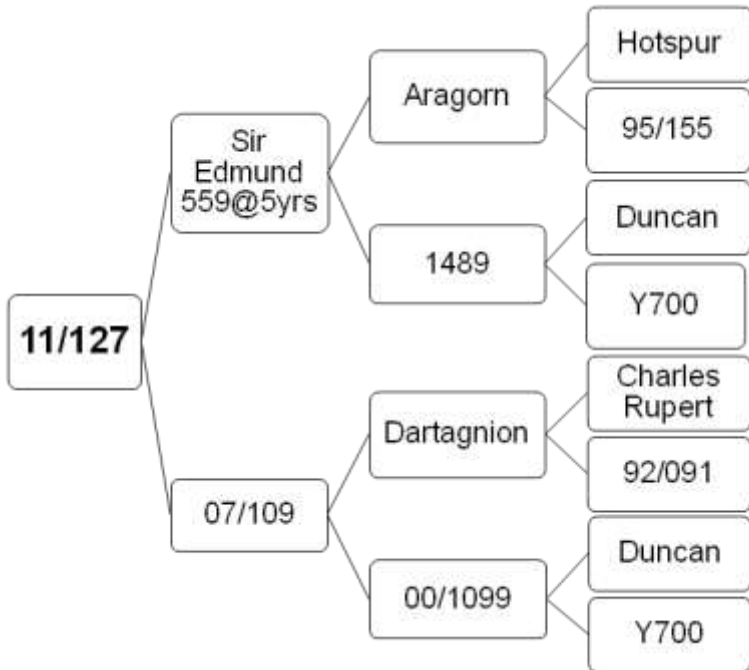 Hotspur
Aragorn
95/155
Sir
Edmund
559@5yrs
Duncan
1489
Y700
11/127
Charles
Rupert
Dartagnion
92/091
07/109
Duncan
00/1099
Y700